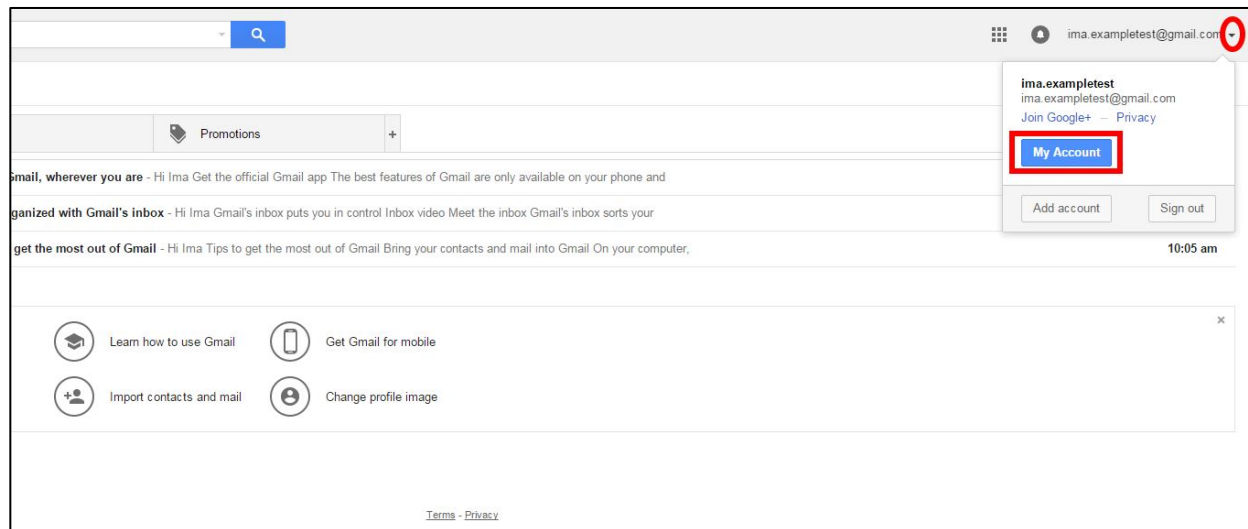 ima.exampletest@gmail.com
ima.exampletest
ima.exampletest@gmail.com
Join Google+ – Privacy
My Account
Add account Sign out
Promotions +
Gmail, wherever you are - Hi Ima Get the official Gmail app The best features of Gmail are only available on your phone and
ganized with Gmail's inbox - Hi Ima Gmail's inbox puts you in control Inbox video Meet the inbox Gmail's inbox sorts your
get the most out of Gmail - Hi Ima Tips to get the most out of Gmail Bring your contacts and mail into Gmail On your computer, 10:05 am
Learn how to use Gmail Get Gmail for mobile
Import contacts and mail Change profile image
Terms - Privacy